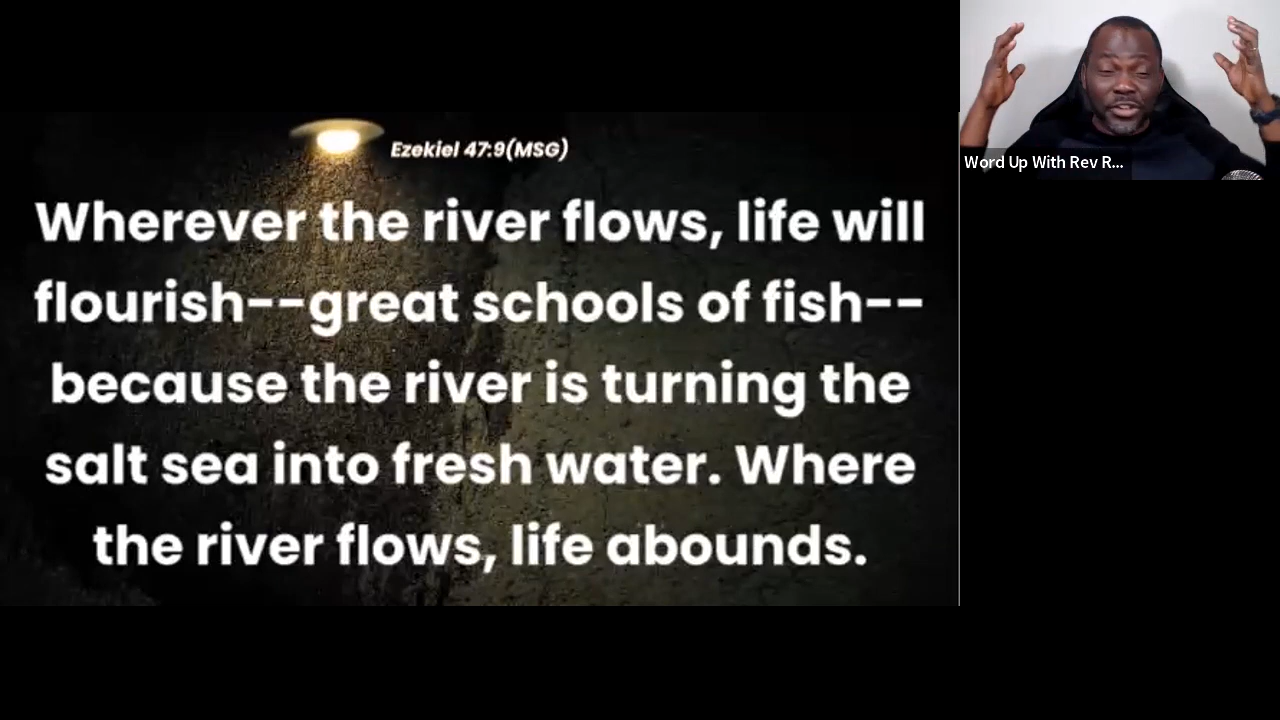 Ezekiel 47:9(MSG)
Wherever the river flows, life will
flourish--great schools of fish--
because the river is turning the
salt sea into fresh water. Where
the river flows, life abounds.
Word Up With Rev R...